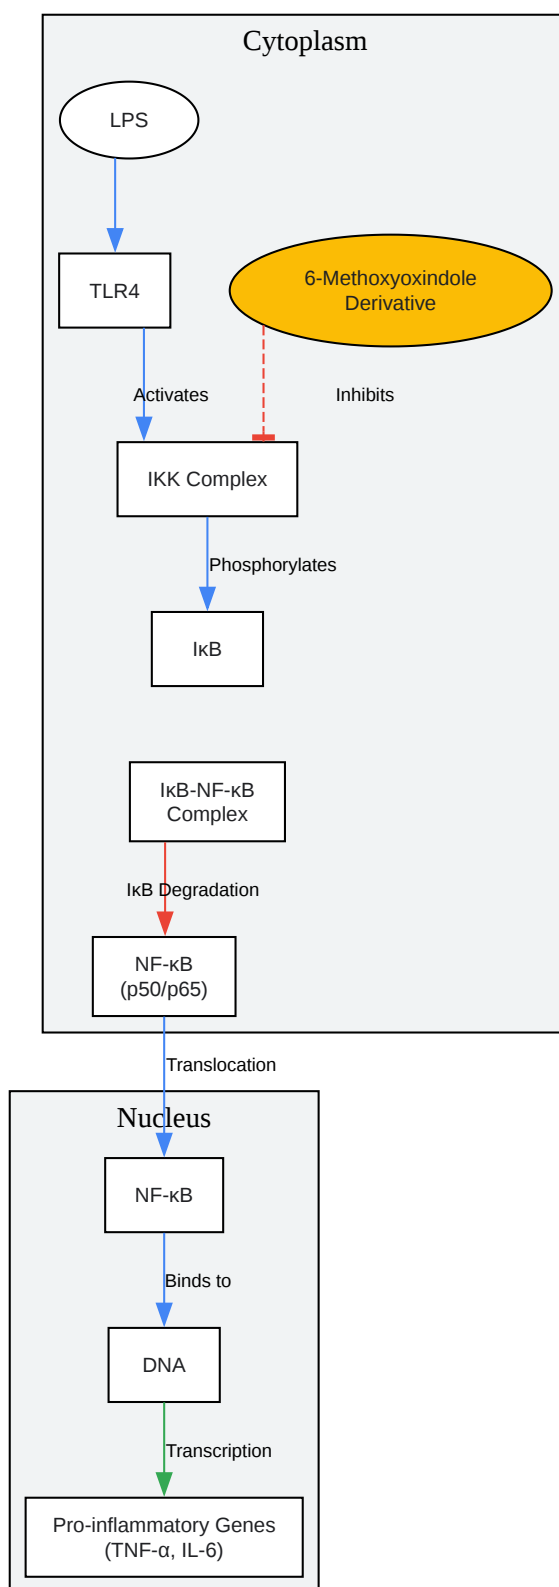 Cytoplasm
LPS
TLR4
6-Methoxyoxindole
Derivative
Activates
Inhibits
IKK Complex
Phosphorylates
IκB
IκB-NF-κB
Complex
IκB Degradation
NF-κB
(p50/p65)
Translocation
Nucleus
NF-κB
Binds to
DNA
Transcription
Pro-inflammatory Genes
(TNF-α, IL-6)